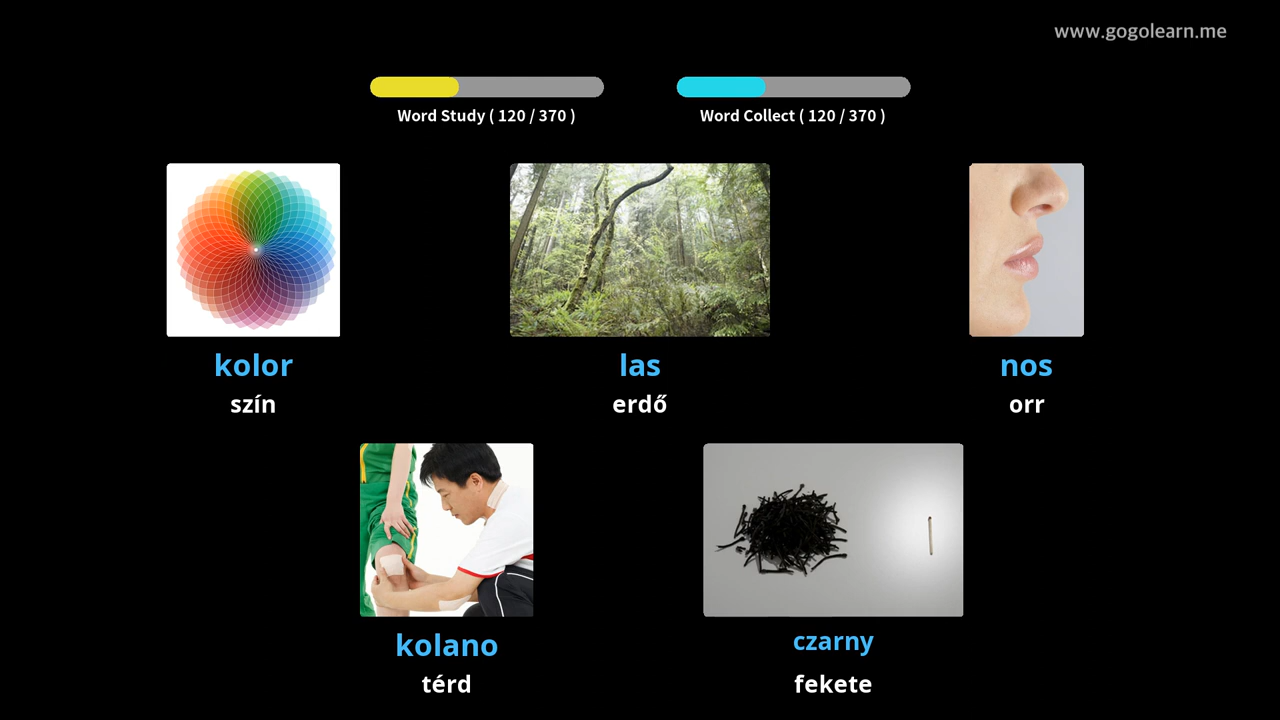 www.gogolearn.me
Word Study ( 120 / 370 )
Word Collect ( 120 / 370 )
kolor
szín
las
erdő
nos
orr
kolano
térd
czarny
fekete